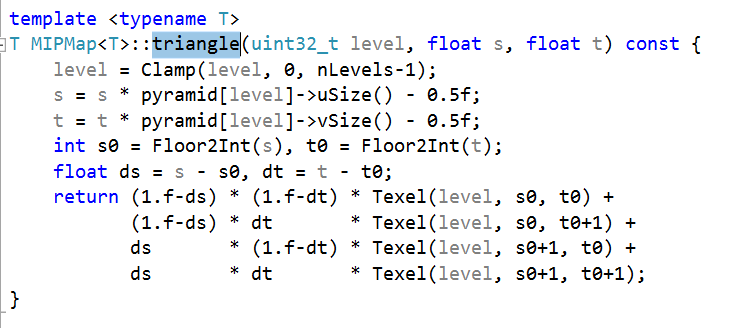 template <typename T>
T MIPMap<T>::triangle(uint32_t level, float s, float t) const {
    level = Clamp(level, 0, nLevels-1);
    s = s * pyramid[level]->uSize() - 0.5f;
    t = t * pyramid[level]->vSize() - 0.5f;
    int s0 = Floor2Int(s), t0 = Floor2Int(t);
    float ds = s - s0, dt = t - t0;
    return (1.f-ds) * (1.f-dt) * Texel(level, s0, t0) +
           (1.f-ds) * dt       * Texel(level, s0, t0+1) +
           ds       * (1.f-dt) * Texel(level, s0+1, t0) +
           ds       * dt       * Texel(level, s0+1, t0+1);
}